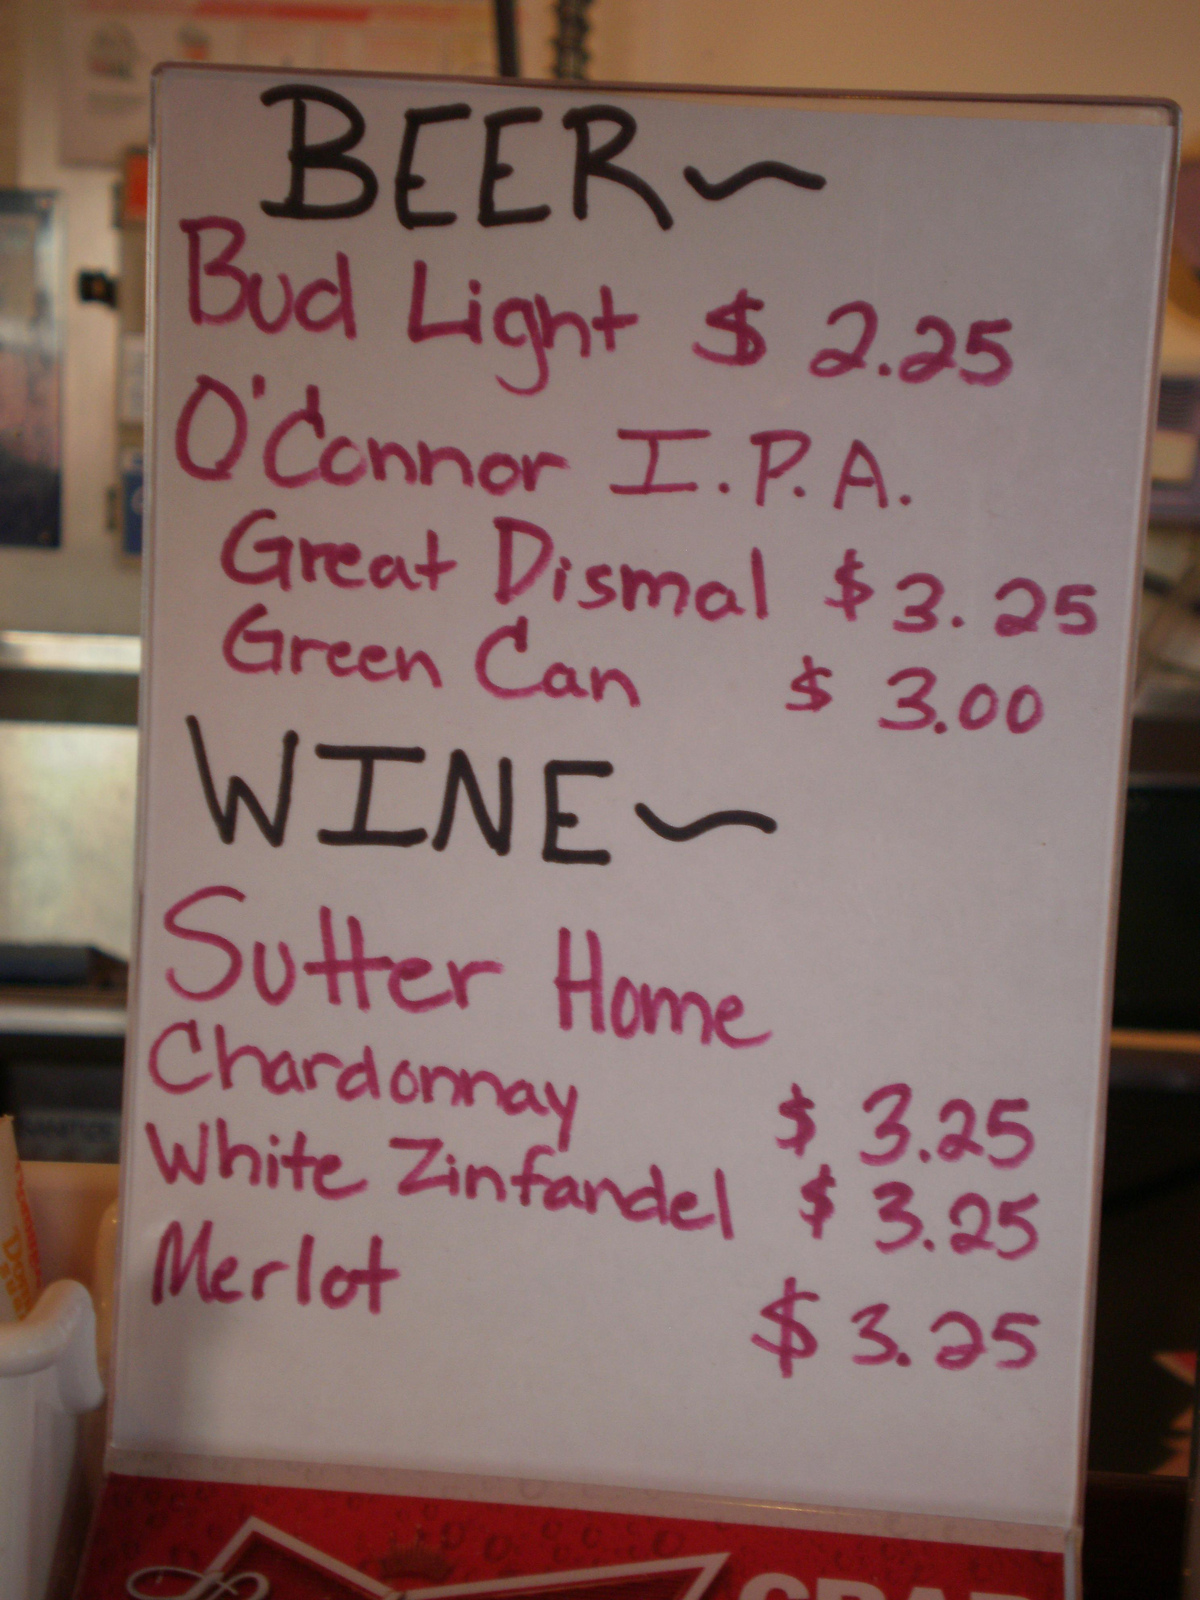 BEER~
Bud Light $ 2.25
O'Connor I.P.A.
Great Dismal $3.25
Green Can $ 3.00
WINE~
Sutter Home
Chardonnay $ 3.25
White Zinfandel $ 3.25
Merlot $3.25